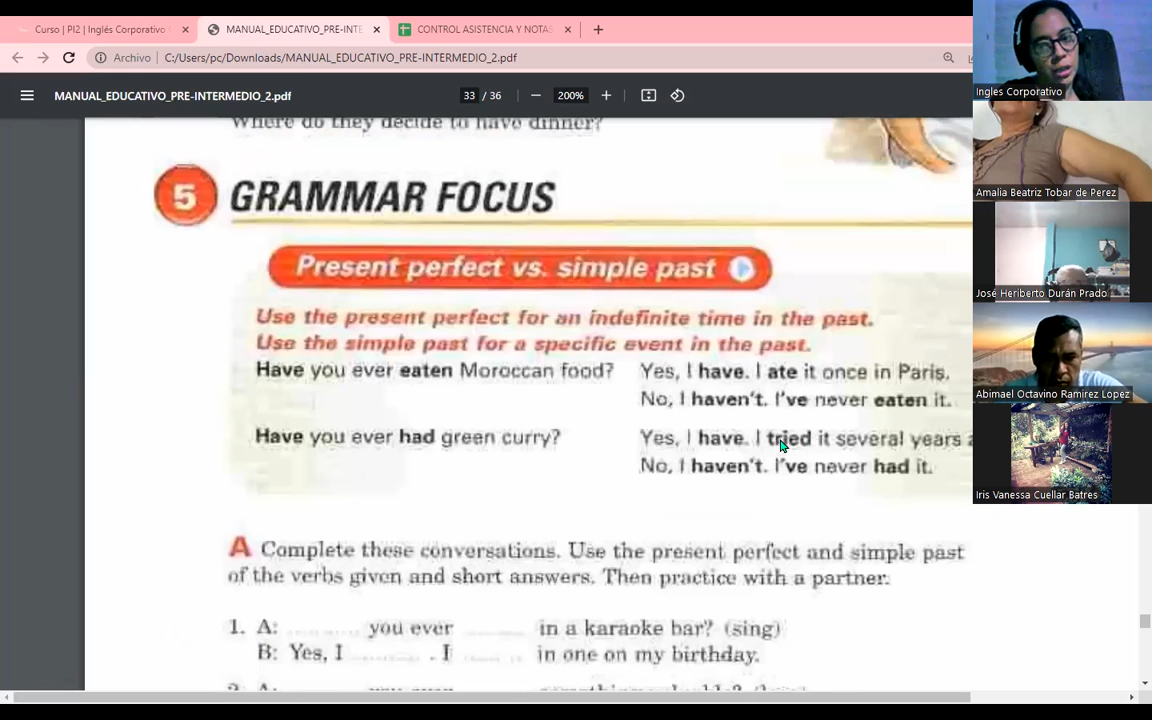 Curso | PI2 | Inglés Corporativo
MANUAL_EDUCATIVO_PRE-INTE
CONTROL ASISTENCIA Y NOTAS
Archivo
C:/Users/pc/Downloads/MANUAL_EDUCATIVO_PRE-INTERMEDIO_2.pdf
MANUAL_EDUCATIVO_PRE-INTERMEDIO_2.pdf
33 / 36
200%
Ingles Corporativo
Amalia Beatriz Tobar de Perez
José Heriberto Durán Prado
Abimael Octavino Ramirez Lopez
Iris Vanessa Cuellar Batres
Where do they decide to have dinner?
5 GRAMMAR FOCUS
Present perfect vs. simple past
Use the present perfect for an indefinite time in the past.
Use the simple past for a specific event in the past.
Have you ever eaten Moroccan food? Yes, I have. I ate it once in Paris.
No, I haven't. I've never eaten it.
Have you ever had green curry? Yes, I have. I tried it several years
No, I haven't. I've never had it.
A Complete these conversations. Use the present perfect and simple past
of the verbs given and short answers. Then practice with a partner.
1. A: you ever in a karaoke bar? (sing)
B: Yes, I . I in one on my birthday.